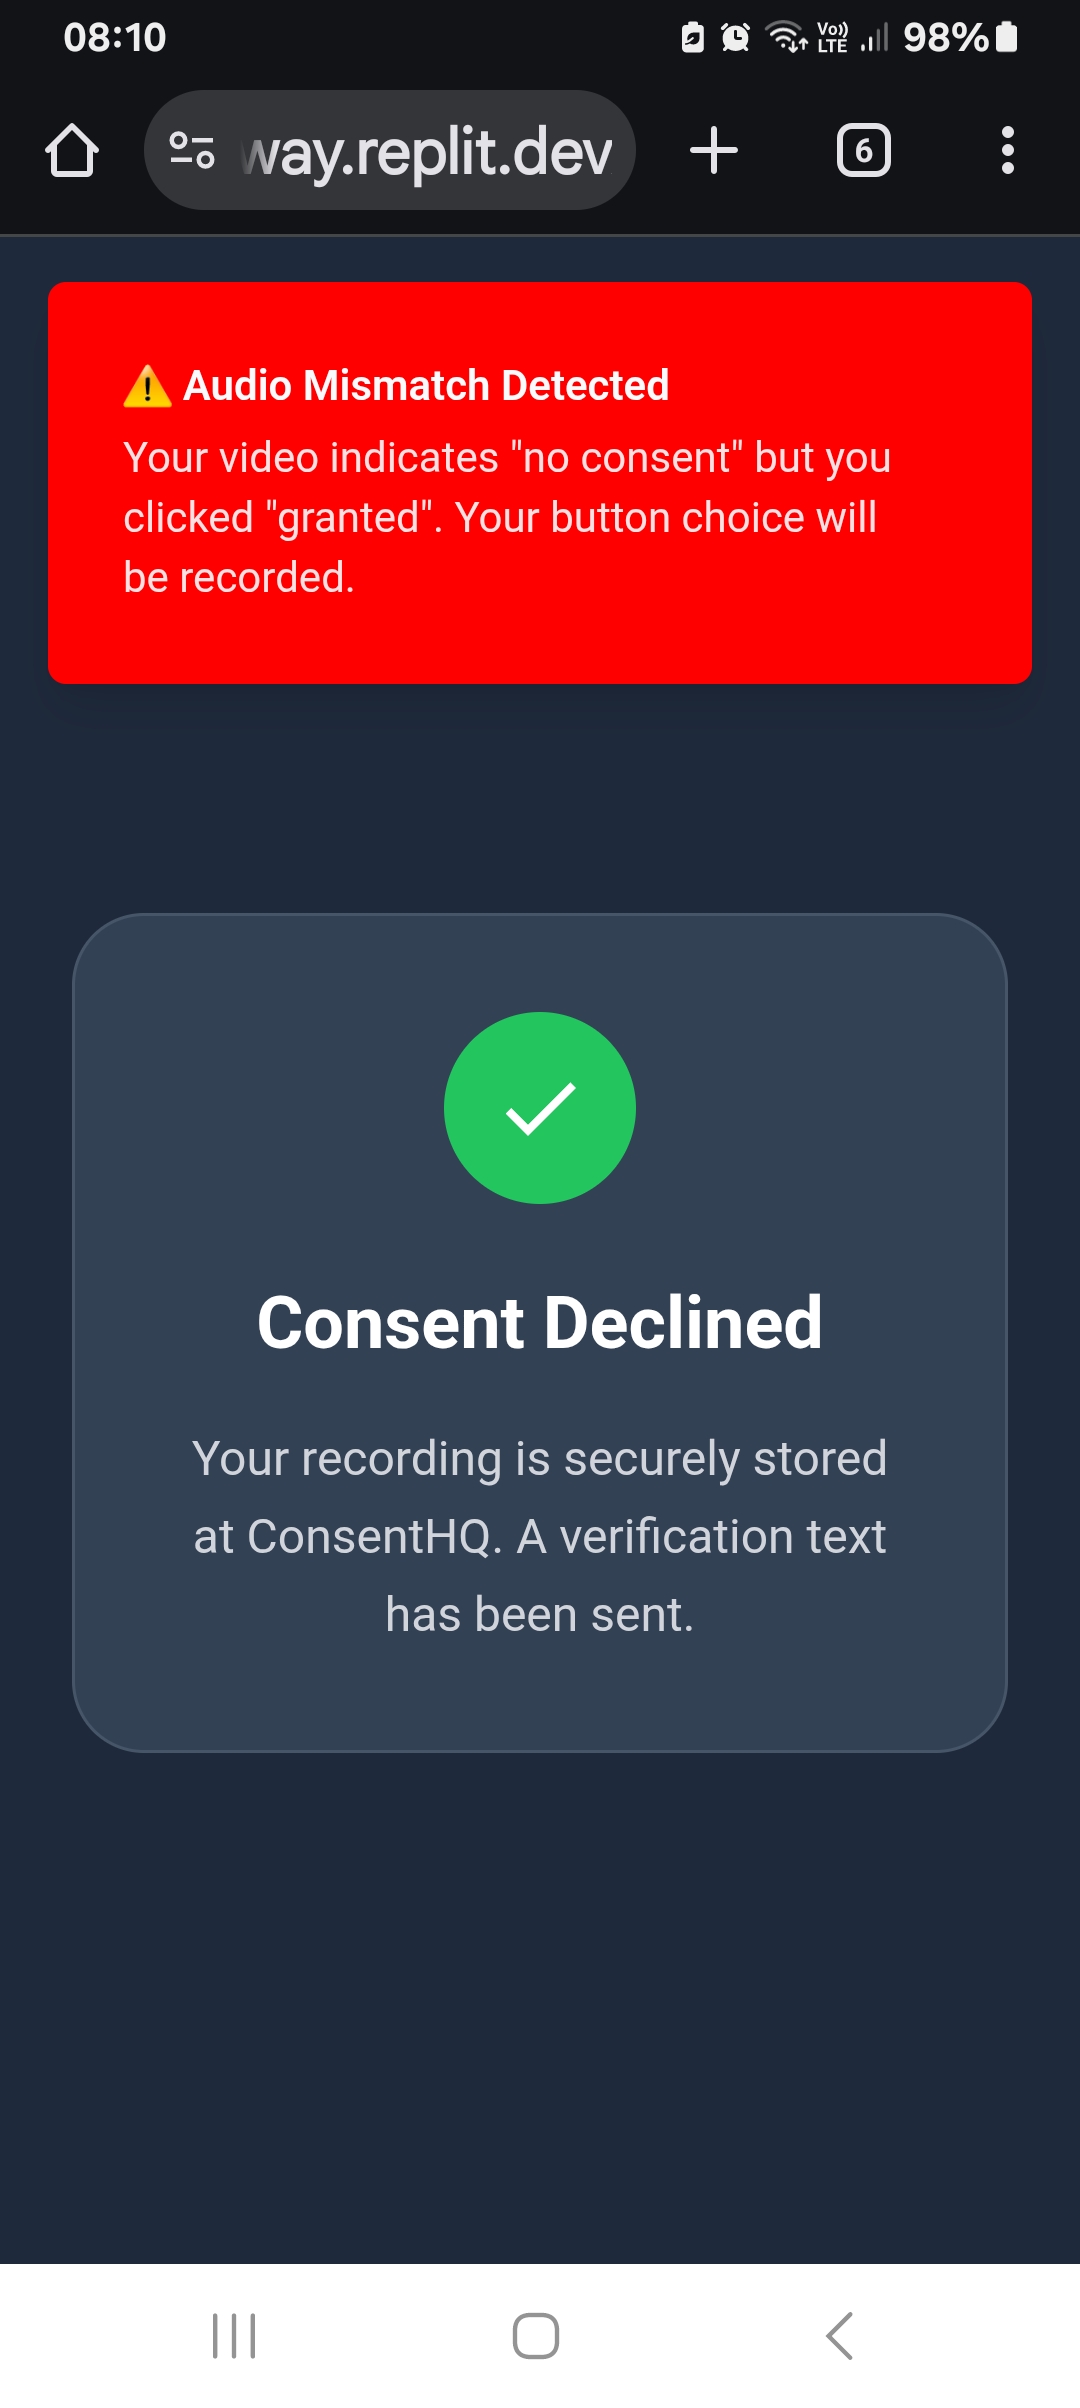 08:10
Vo))
LTE
98%
way.replit.dev
6
⚠️ Audio Mismatch Detected
Your video indicates "no consent" but you
clicked "granted". Your button choice will
be recorded.
Consent Declined
Your recording is securely stored
at ConsentHQ. A verification text
has been sent.